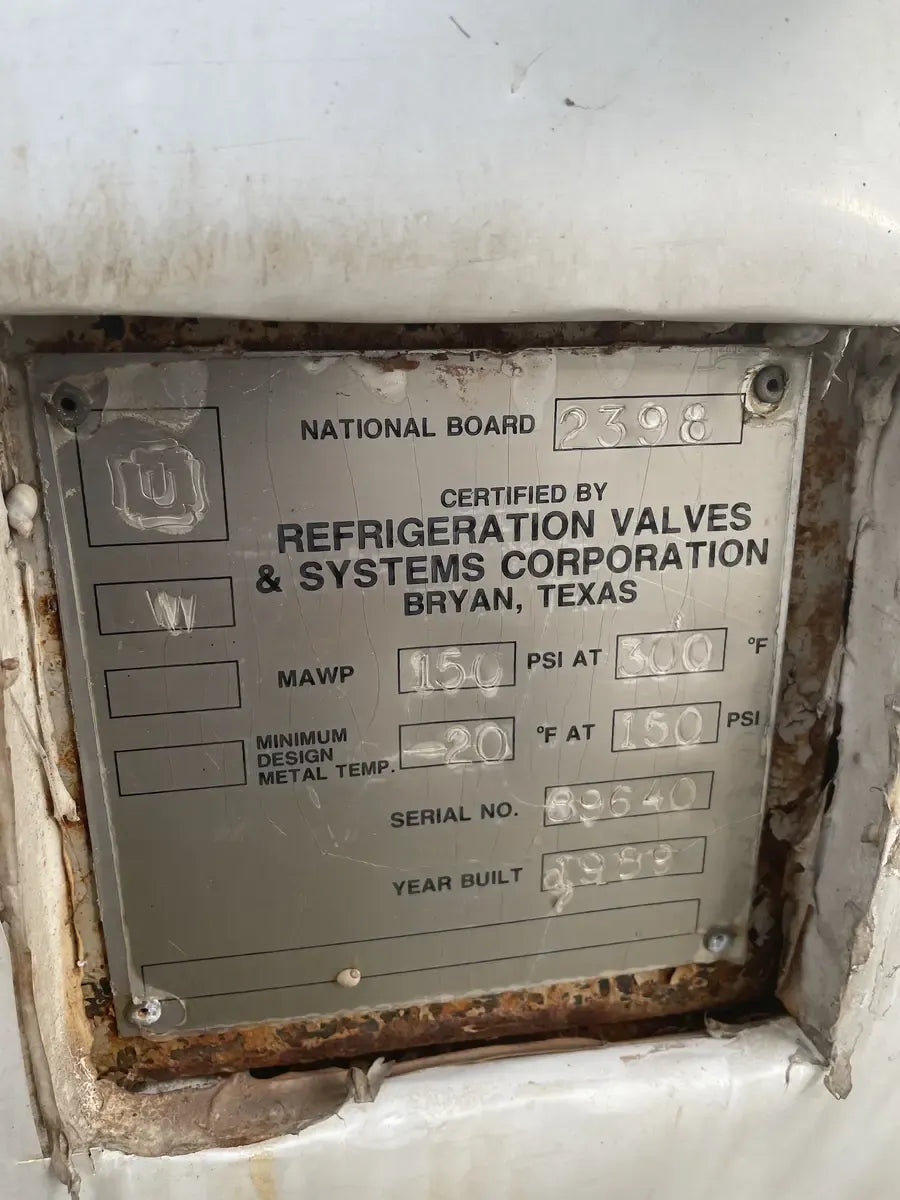 NATIONAL BOARD 2398
U
CERTIFIED BY
REFRIGERATION VALVES
& SYSTEMS CORPORATION
BRYAN, TEXAS
W
MAWP 150 PSI AT 300 °F
MINIMUM
DESIGN
METAL TEMP. -20 °F AT 150 PSI
SERIAL NO. 89640
YEAR BUILT